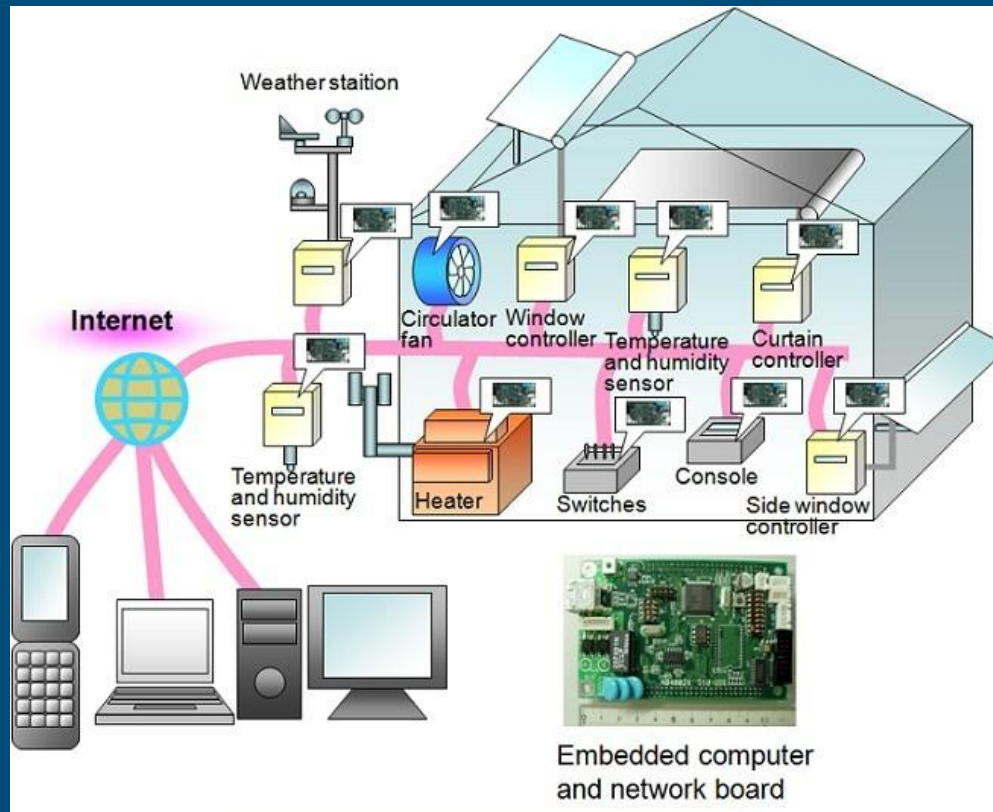 Weather staition
Internet
Circulator
fan
Window
controller
Temperature
and humidity
sensor
Curtain
controller
Temperature
and humidity
sensor
Heater
Switches
Console
Side window
controller
Embedded computer
and network board